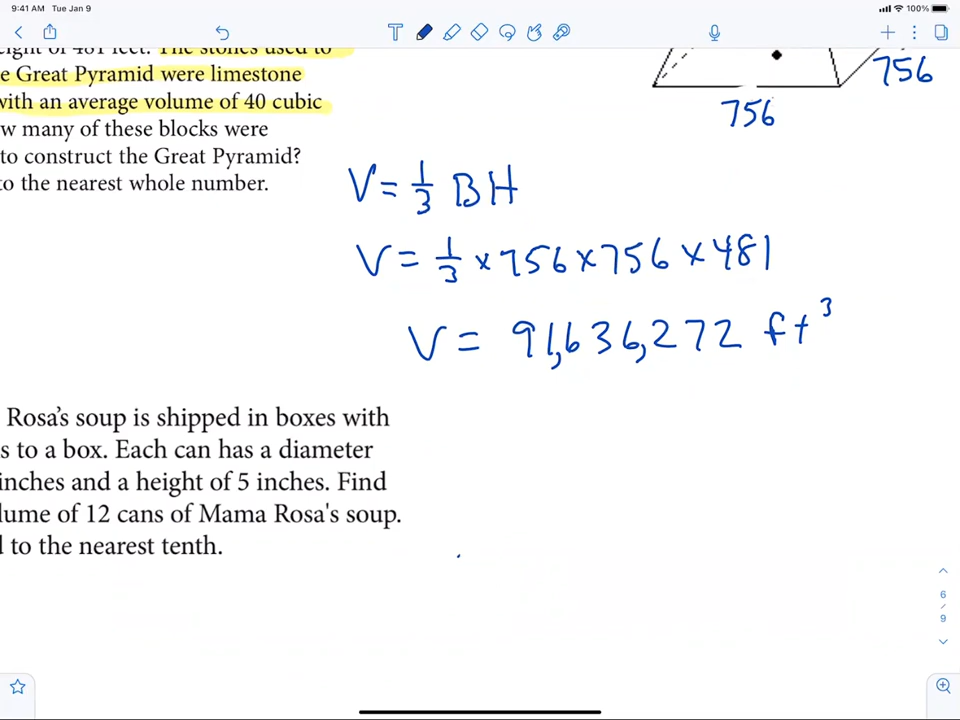 9:41 AM Tue Jan 9
100%
eight of 481 feet. The stones used to
e Great Pyramid were limestone
with an average volume of 40 cubic
w many of these blocks were
to construct the Great Pyramid?
to the nearest whole number.
756
756
V = 1/3 BH
V = 1/3 × 756 × 756 × 481
V = 91,636,272 ft³
Rosa's soup is shipped in boxes with
s to a box. Each can has a diameter
inches and a height of 5 inches. Find
lume of 12 cans of Mama Rosa's soup.
d to the nearest tenth.
6
/
9